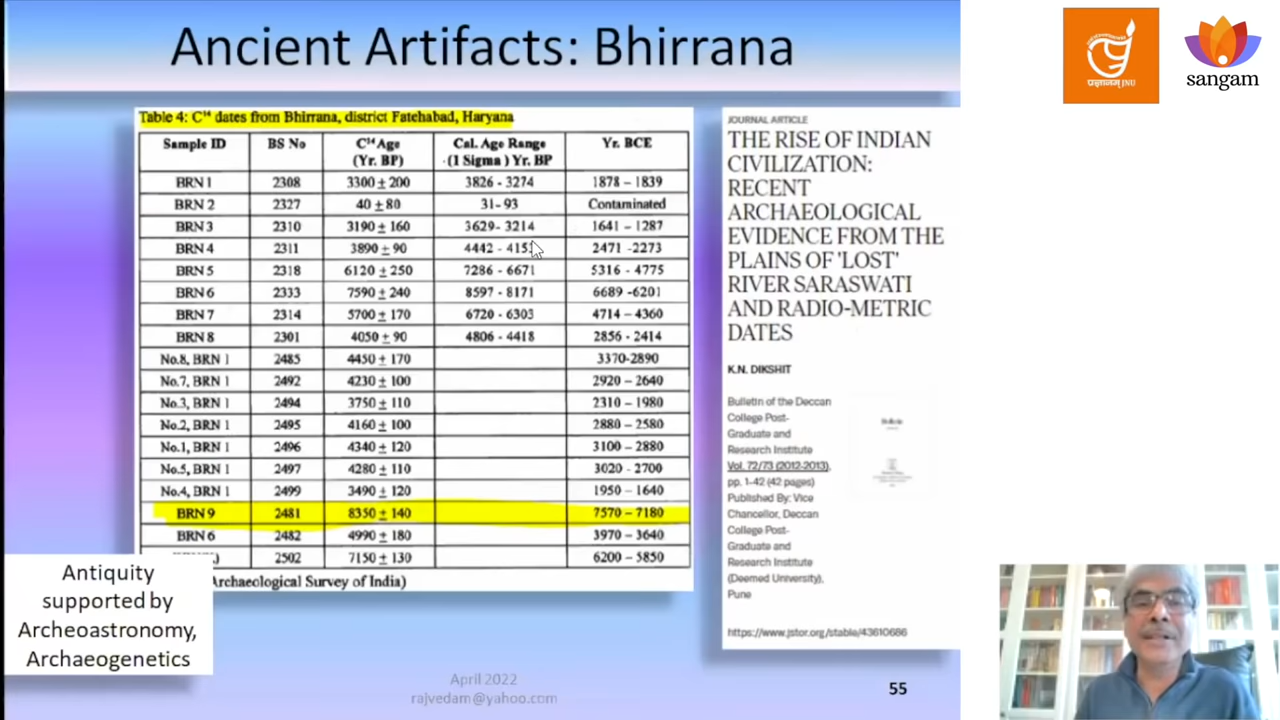 Ancient Artifacts: Bhirrana
Table 4: C¹⁴ dates from Bhirrana, district Fatehabad, Haryana
Sample ID BS No C¹⁴ Age (Yr. BP) Cal. Age Range (1 Sigma) Yr. BP Yr. BCE
BRN 1 2308 3300 ± 200 3826 - 3274 1878 – 1839
BRN 2 2327 40 ± 80 31- 93 Contaminated
BRN 3 2310 3190 ± 160 3629- 3214 1641 – 1287
BRN 4 2311 3890 ± 90 4442 - 2471 -2273
BRN 5 2318 6120 ± 250 7286 - 6671 5316 - 4775
BRN 6 2333 7590 ± 240 8597 - 8171 6689 -6201
BRN 7 2314 5700 ± 170 6720 - 6303 4714 – 4360
BRN 8 2301 4050 ± 90 4806 - 4418 2856 - 2414
No.8, BRN 1 2485 4450 ± 170 3370-2890
No.7, BRN 1 2492 4230 ± 100 2920 – 2640
No.3, BRN 1 2494 3750 ± 110 2310 – 1980
No.2, BRN 1 2495 4160 ± 100 2880 – 2580
No.1, BRN 1 2496 4340 ± 120 3100 – 2880
No.5, BRN 1 2497 4280 ± 110 3020 - 2700
No.4, BRN 1 2499 3490 ± 120 1950 – 1640
BRN 9 2481 8350 ± 140 7570 – 7180
BRN 6 2482 4990 ± 180 3970 – 3640
2502 7150 ± 130 6200 – 5850
Archaeological Survey of India)
Antiquity
supported by
Archeoastronomy,
Archaeogenetics
JOURNAL ARTICLE
THE RISE OF INDIAN
CIVILIZATION:
RECENT
ARCHAEOLOGICAL
EVIDENCE FROM THE
PLAINS OF 'LOST'
RIVER SARASWATI
AND RADIO-METRIC
DATES
K.N. DIKSHIT
Bulletin of the Deccan
College Post-
Graduate and
Research Institute
Vol. 72/73 (2012-2013),
pp. 1-42 (42 pages)
Published By: Vice
Chancellor, Deccan
College Post-
Graduate and
Research Institute
(Deemed University),
Pune
https://www.jstor.org/stable/43610686
April 2022
rajvedam@yahoo.com
55
प्रज्ञानम् JNU
sangam